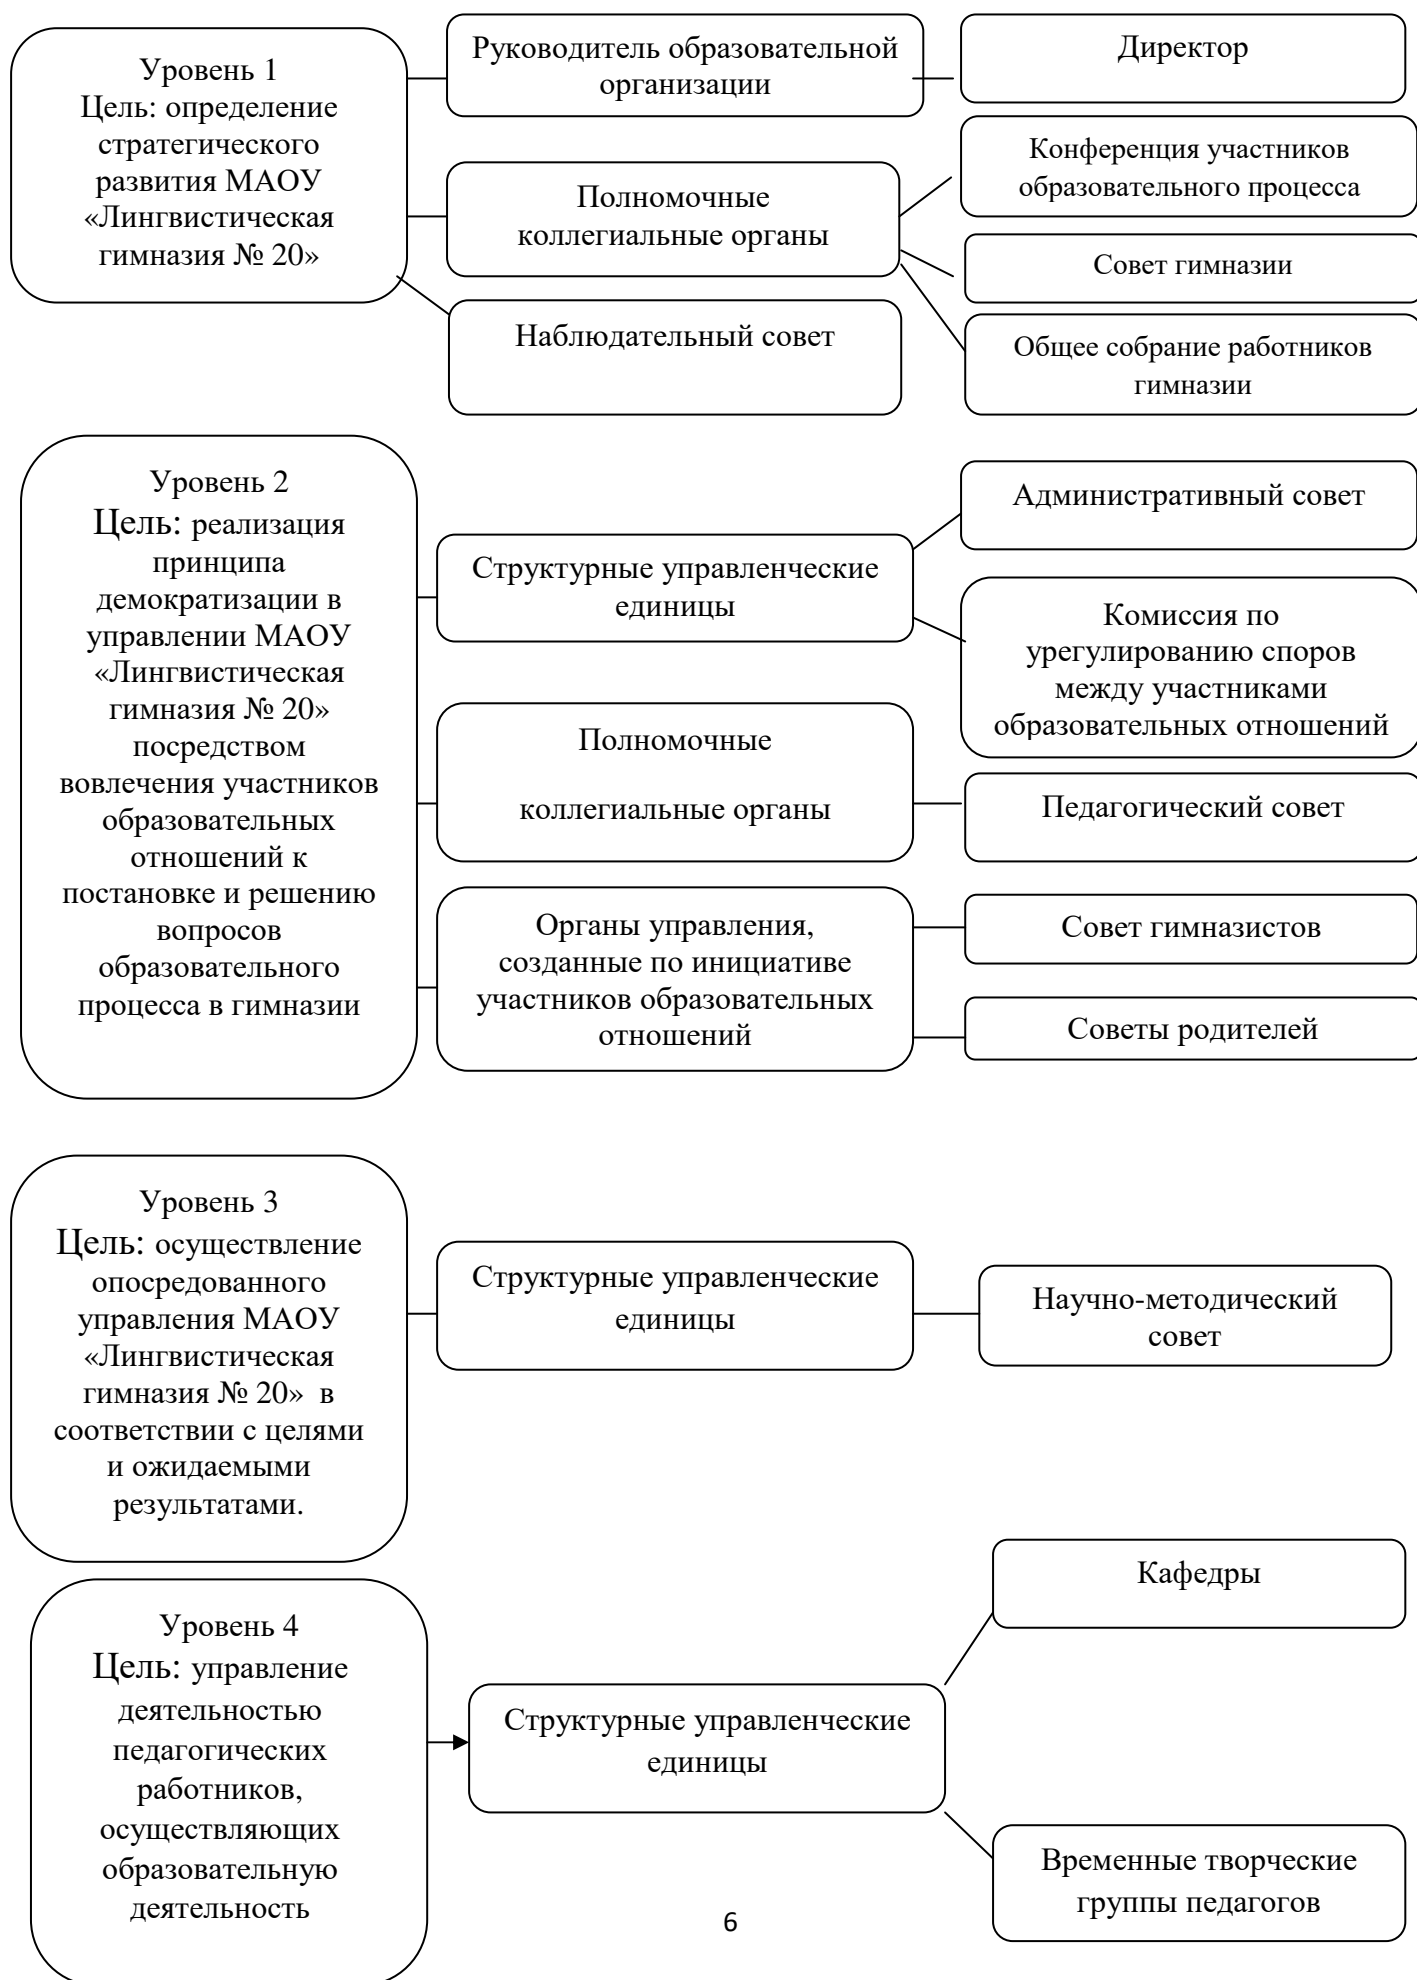 Уровень 1
Цель: определение
стратегического
развития МАОУ
«Лингвистическая
гимназия № 20»
Руководитель образовательной
организации
Директор
Полномочные
коллегиальные органы
Конференция участников
образовательного процесса
Совет гимназии
Общее собрание работников
гимназии
Наблюдательный совет
Уровень 2
Цель: реализация
принципа
демократизации в
управлении МАОУ
«Лингвистическая
гимназия № 20»
посредством
вовлечения участников
образовательных
отношений к
постановке и решению
вопросов
образовательного
процесса в гимназии
Структурные управленческие
единицы
Административный совет
Комиссия по
урегулированию споров
между участниками
образовательных отношений
Полномочные
коллегиальные органы
Педагогический совет
Органы управления,
созданные по инициативе
участников образовательных
отношений
Совет гимназистов
Советы родителей
Уровень 3
Цель: осуществление
опосредованного
управления МАОУ
«Лингвистическая
гимназия № 20»  в
соответствии с целями
и ожидаемыми
результатами.
Структурные управленческие
единицы
Научно-методический
совет
Уровень 4
Цель: управление
деятельностью
педагогических
работников,
осуществляющих
образовательную
деятельность
Структурные управленческие
единицы
Кафедры
Временные творческие
группы педагогов
6